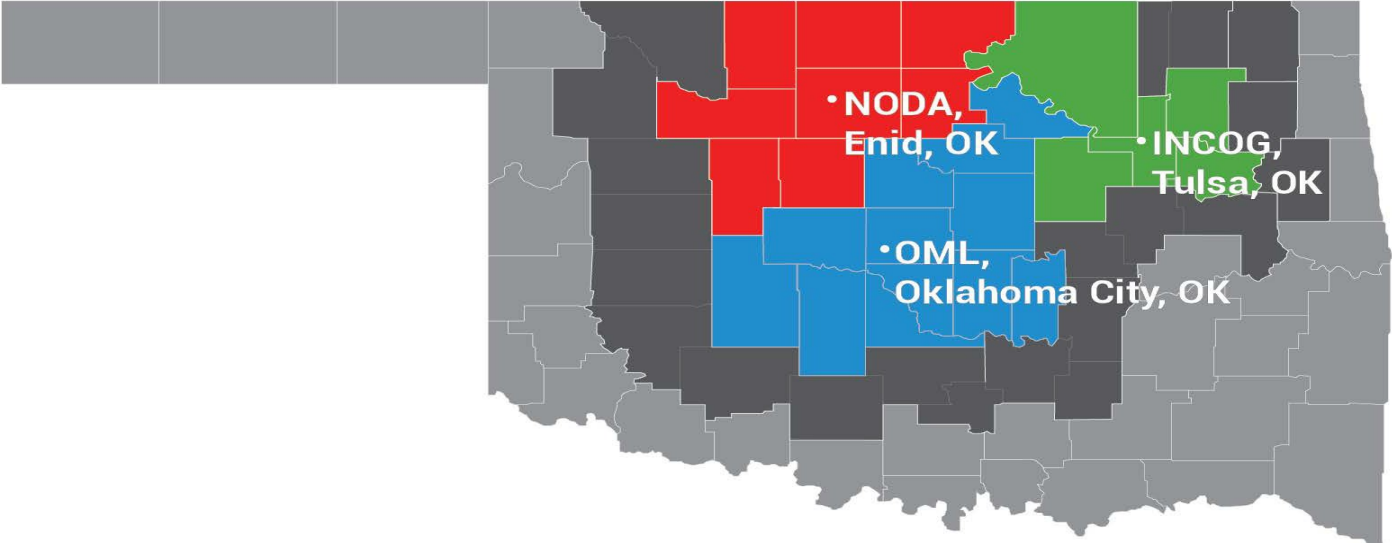 NODA,
Enid, OK
INCOG,
Tulsa, OK
OML,
Oklahoma City, OK